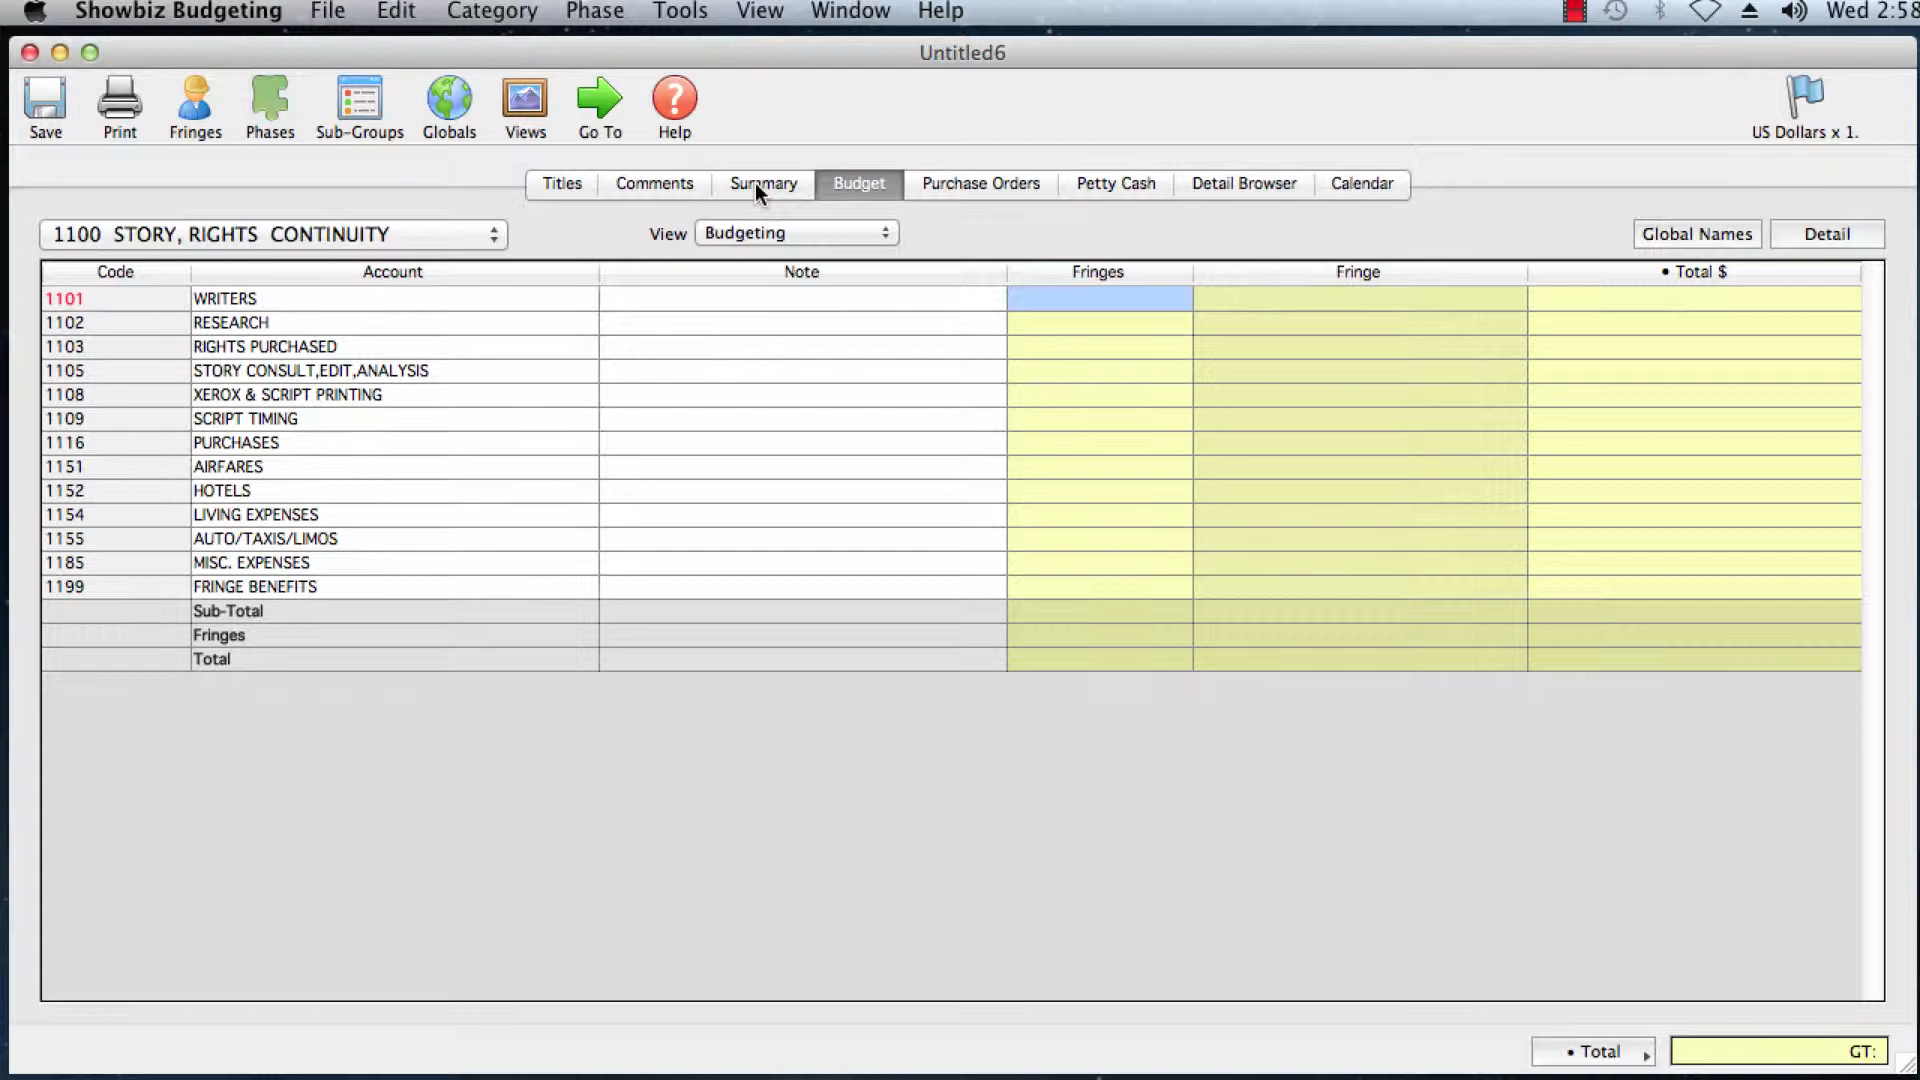 Showbiz Budgeting File Edit Category Phase Tools View Window Help Wed 2:58
Untitled6
Save Print Fringes Phases Sub-Groups Globals Views Go To Help US Dollars x 1.
Titles Comments Summary Budget Purchase Orders Petty Cash Detail Browser Calendar
1100 STORY, RIGHTS CONTINUITY View Budgeting Global Names Detail
Code Account Note Fringes Fringe • Total $
1101 WRITERS
1102 RESEARCH
1103 RIGHTS PURCHASED
1105 STORY CONSULT,EDIT,ANALYSIS
1108 XEROX & SCRIPT PRINTING
1109 SCRIPT TIMING
1116 PURCHASES
1151 AIRFARES
1152 HOTELS
1154 LIVING EXPENSES
1155 AUTO/TAXIS/LIMOS
1185 MISC. EXPENSES
1199 FRINGE BENEFITS
Sub-Total
Fringes
Total
• Total GT: